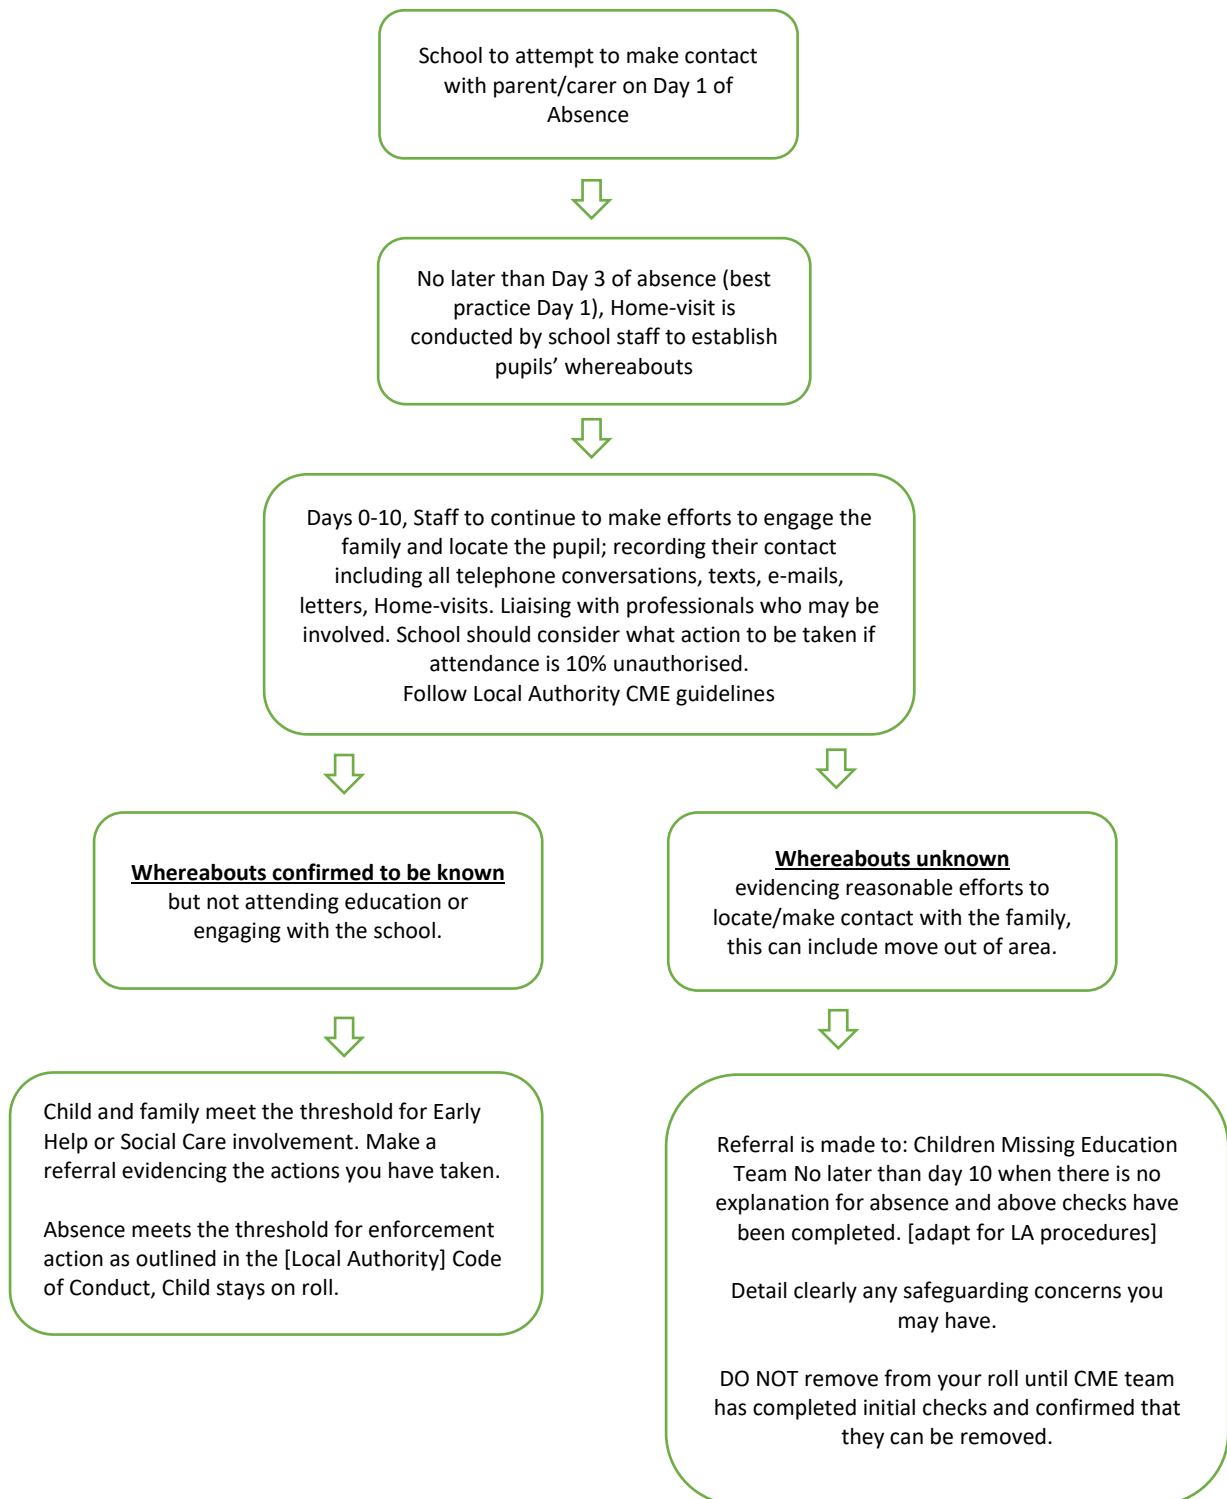 School to attempt to make contact
with parent/carer on Day 1 of
Absence
No later than Day 3 of absence (best
practice Day 1), Home-visit is
conducted by school staff to establish
pupils’ whereabouts
Days 0-10, Staff to continue to make efforts to engage the
family and locate the pupil; recording their contact
including all telephone conversations, texts, e-mails,
letters, Home-visits. Liaising with professionals who may be
involved. School should consider what action to be taken if
attendance is 10% unauthorised.
Follow Local Authority CME guidelines
Whereabouts confirmed to be known
but not attending education or
engaging with the school.
Whereabouts unknown
evidencing reasonable efforts to
locate/make contact with the family,
this can include move out of area.
Child and family meet the threshold for Early
Help or Social Care involvement. Make a
referral evidencing the actions you have taken.
Absence meets the threshold for enforcement
action as outlined in the [Local Authority] Code
of Conduct, Child stays on roll.
Referral is made to: Children Missing Education
Team No later than day 10 when there is no
explanation for absence and above checks have
been completed. [adapt for LA procedures]
Detail clearly any safeguarding concerns you
may have.
DO NOT remove from your roll until CME team
has completed initial checks and confirmed that
they can be removed.